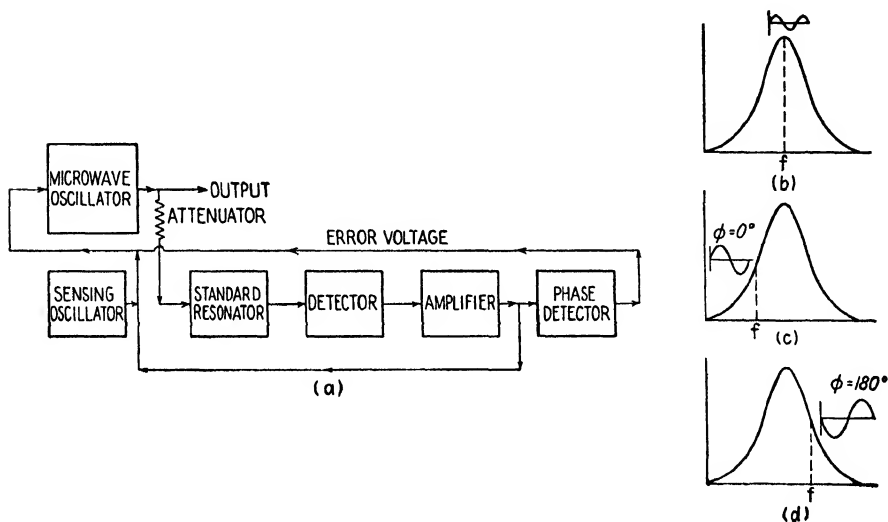 MICROWAVE
OSCILLATOR
OUTPUT
ATTENUATOR
ERROR VOLTAGE
SENSING
OSCILLATOR
STANDARD
RESONATOR
DETECTOR
AMPLIFIER
PHASE
DETECTOR
(a)
f
(b)
ϕ=0°
f
(c)
ϕ=180°
f
(d)